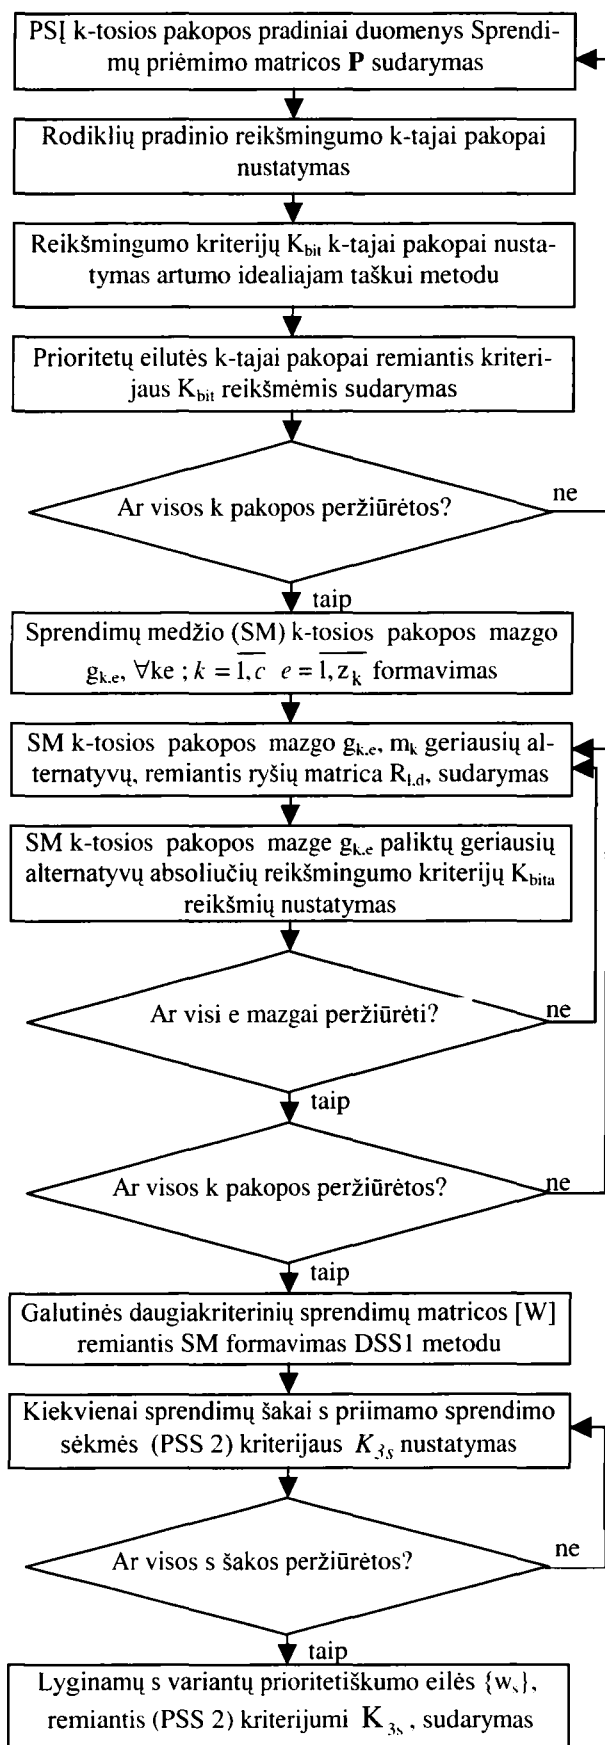 PSĮ k-tosios pakopos pradiniai duomenys Sprendi-
mų priėmimo matricos P sudarymas
Rodiklių pradinio reikšmingumo k-tajai pakopai
nustatymas
Reikšmingumo kriterijų K_bit k-tajai pakopai nusta-
tymas artumo idealiajam taškui metodu
Prioritetų eilutės k-tajai pakopai remiantis kriteri-
jaus K_bit reikšmėmis sudarymas
Ar visos k pakopos peržiūrėtos?
ne
taip
Sprendimų medžio (SM) k-tosios pakopos mazgo
g_k.e, ∀ke ; k = \overline{1,c} e = \overline{1,z_k} formavimas
SM k-tosios pakopos mazgo g_k.e, m_k geriausių al-
ternatyvų, remiantis ryšių matrica R_l.d, sudarymas
SM k-tosios pakopos mazge g_k.e paliktų geriausių
alternatyvų absoliučių reikšmingumo kriterijų K_bita
reikšmių nustatymas
Ar visi e mazgai peržiūrėti?
ne
taip
Ar visos k pakopos peržiūrėtos?
ne
taip
Galutinės daugiakriterinių sprendimų matricos [W]
remiantis SM formavimas DSS1 metodu
Kiekvienai sprendimų šakai s priimamo sprendimo
sėkmės (PSS 2) kriterijaus K_3s nustatymas
Ar visos s šakos peržiūrėtos?
ne
taip
Lyginamų s variantų prioritetiškumo eilės {w_s},
remiantis (PSS 2) kriterijumi K_3s, sudarymas